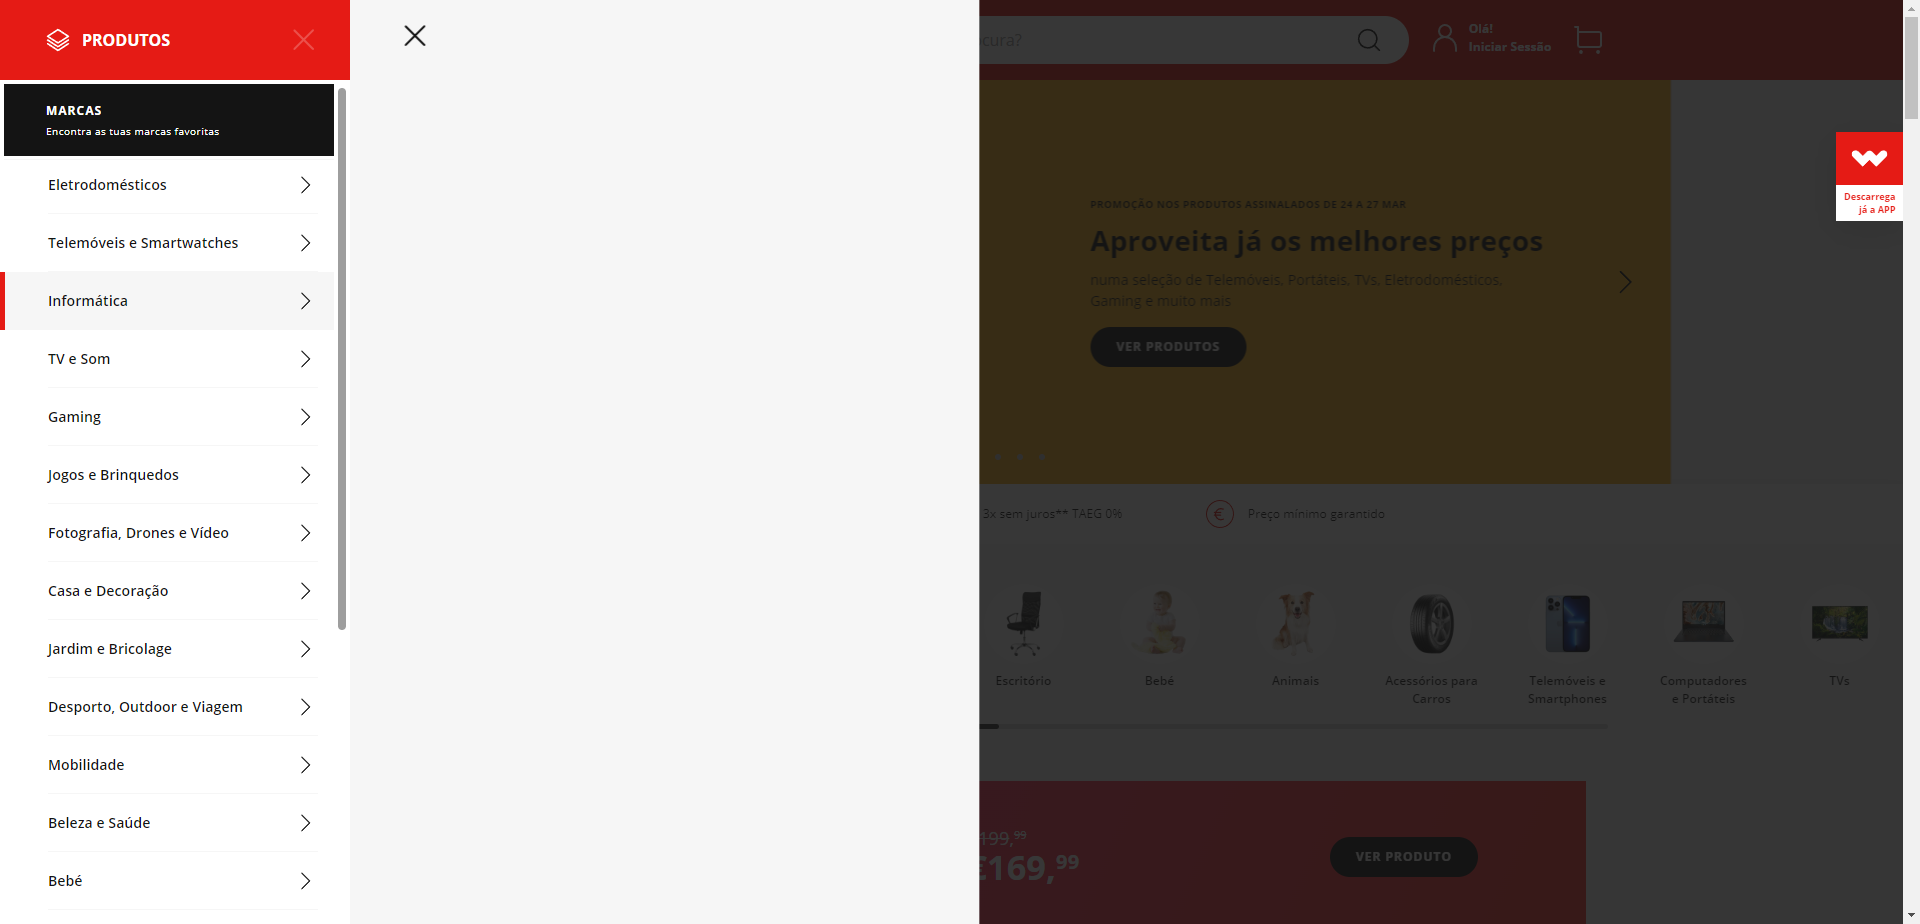 PRODUTOS
MARCAS
Encontra as tuas marcas favoritas
Eletrodomésticos
Telemóveis e Smartwatches
Informática
TV e Som
Gaming
Jogos e Brinquedos
Fotografia, Drones e Vídeo
Casa e Decoração
Jardim e Bricolage
Desporto, Outdoor e Viagem
Mobilidade
Beleza e Saúde
Bebé
cura?
Olá!
Iniciar Sessão
Descarrega
já a APP
PROMOÇÃO NOS PRODUTOS ASSINALADOS DE 24 A 27 MAR
Aproveita já os melhores preços
numa seleção de Telemóveis, Portáteis, TVs, Eletrodomésticos,
Gaming e muito mais
VER PRODUTOS
3x sem juros** TAEG 0%
€ Preço mínimo garantido
Escritório
Bebé
Animais
Acessórios para
Carros
Telemóveis e
Smartphones
Computadores
e Portáteis
TVs
199,99
€169,99
VER PRODUTO